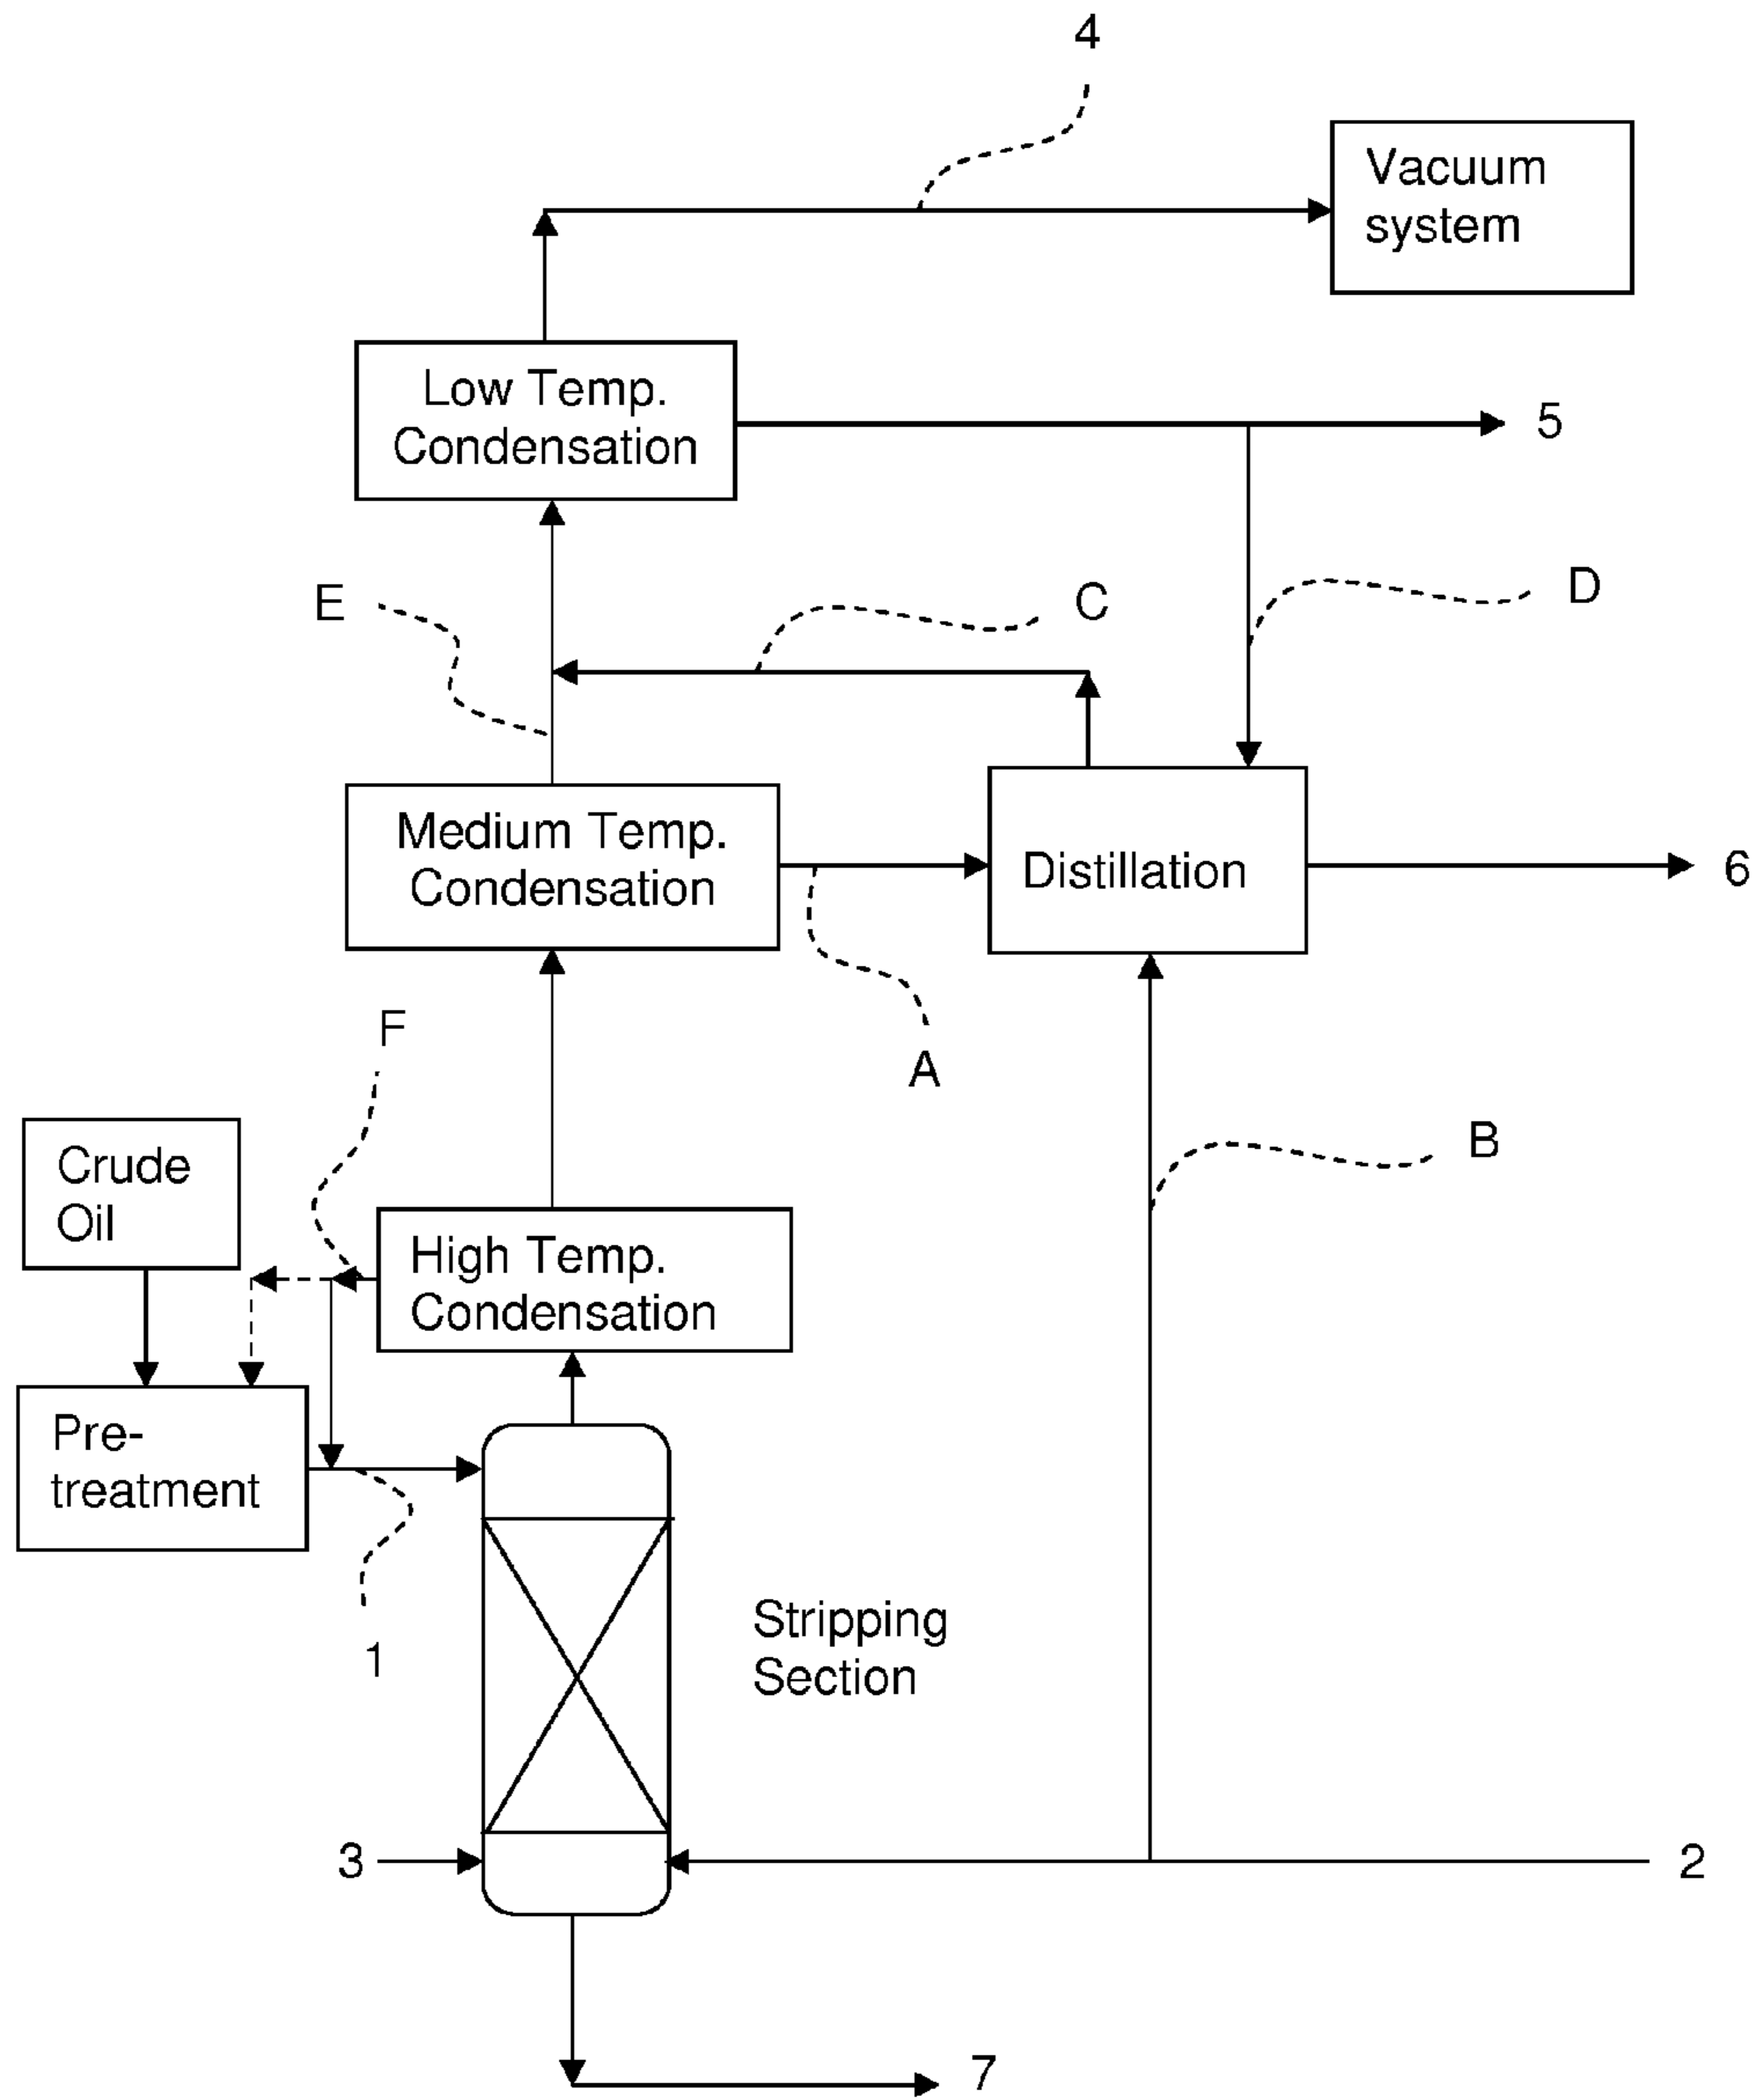 4
Vacuum
system
Low Temp.
Condensation
5
E
C
D
Medium Temp.
Condensation
Distillation
6
F
A
B
Crude
Oil
High Temp.
Condensation
Pre-
treatment
1
Stripping
Section
3
2
7